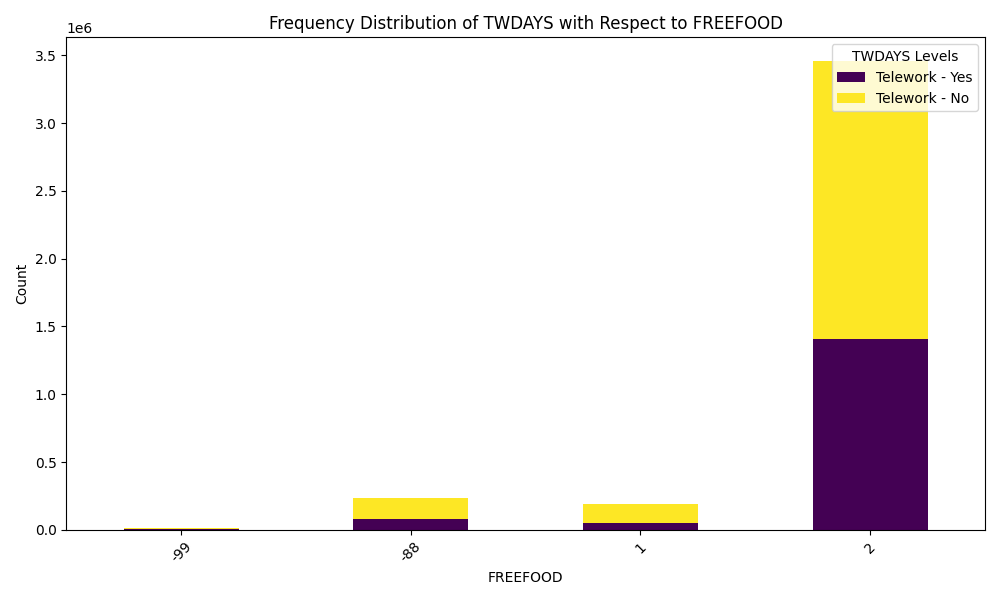 Frequency Distribution of TWDAYS with Respect to FREEFOOD
1e6
3.5
3.0
2.5
2.0
1.5
1.0
0.5
0.0
Count
TWDAYS Levels
Telework - Yes
Telework - No
-99
-88
1
2
FREEFOOD